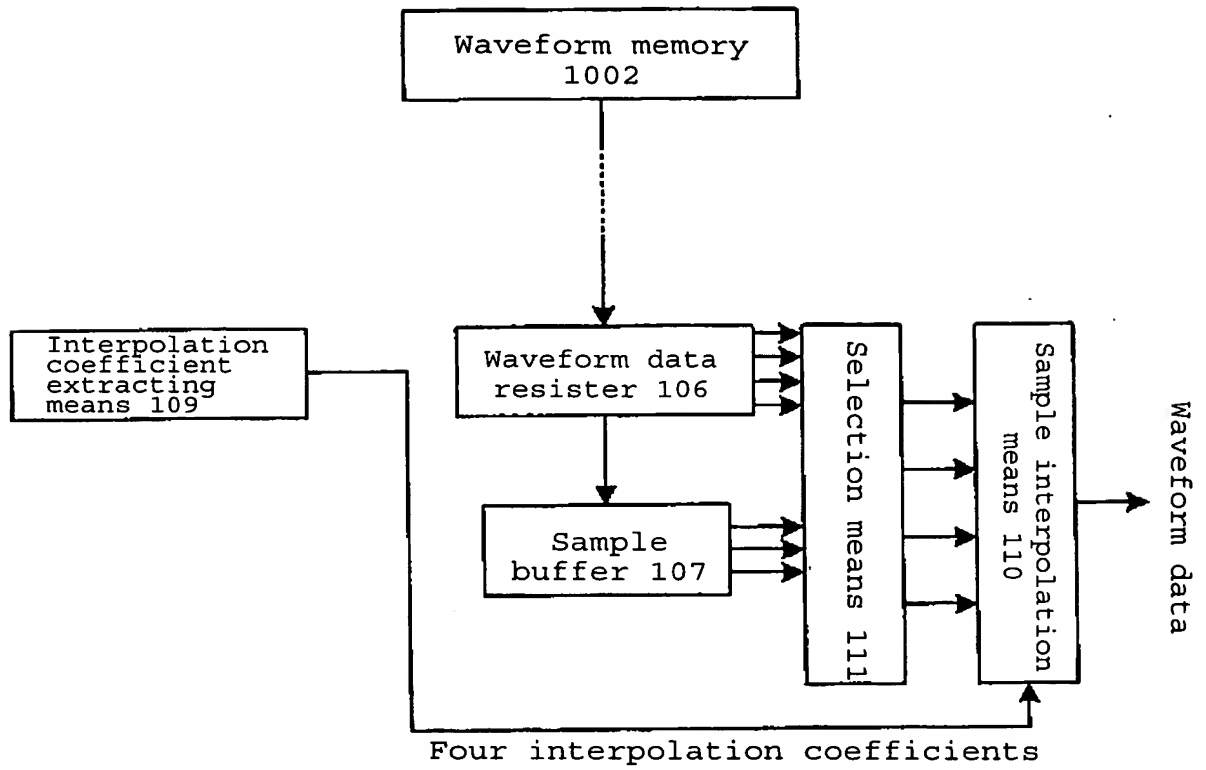 Waveform memory
1002
Interpolation
coefficient
extracting
means 109
Waveform data
resister 106
Sample
buffer 107
Selection means 111
Sample interpolation
means 110
Waveform data
Four interpolation coefficients